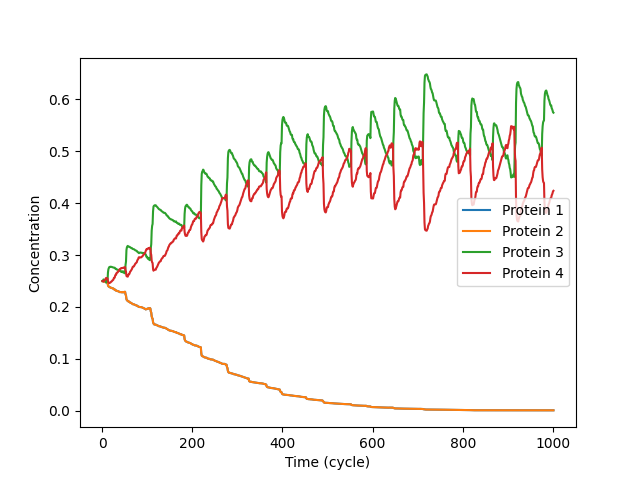 Concentration
0.6
0.5
0.4
0.3
0.2
0.1
0.0
Protein 1
Protein 2
Protein 3
Protein 4
0 200 400 600 800 1000
Time (cycle)